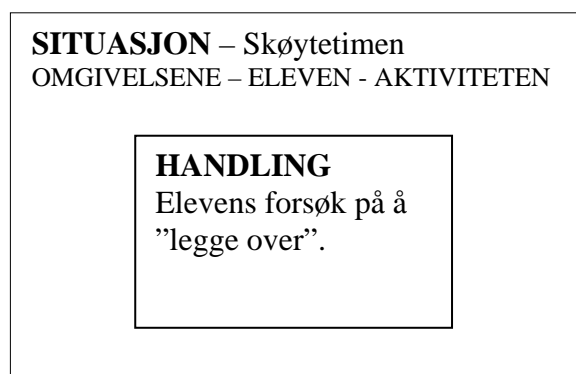 SITUASJON – Skøytetimen
OMGIVELSENE – ELEVEN - AKTIVITETEN
HANDLING
Elevens forsøk på å
”legge over”.